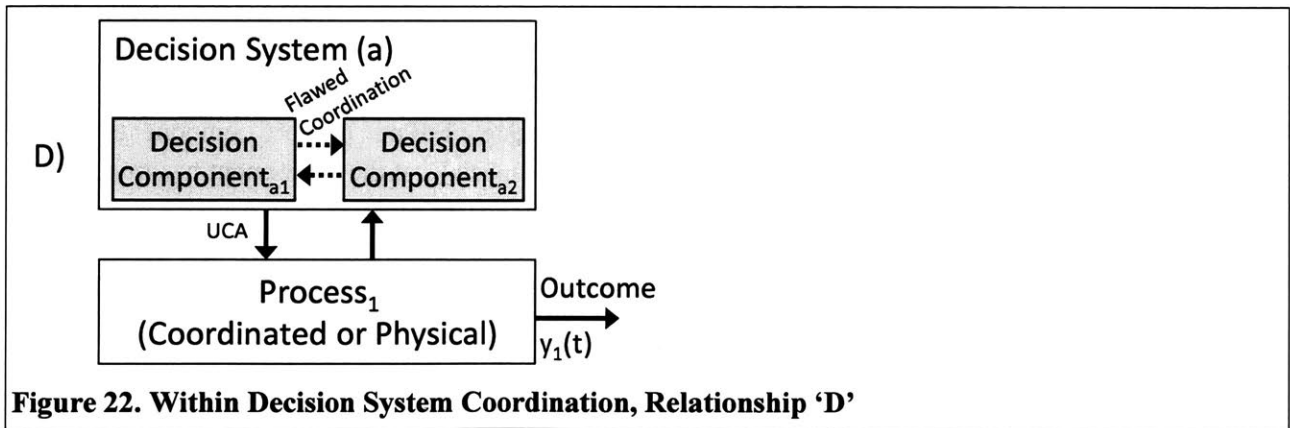 Decision System (a)
Flawed
Coordination
D)
Decision
Component_a1
Decision
Component_a2
UCA
Process_1
(Coordinated or Physical)
Outcome
y_1(t)
Figure 22. Within Decision System Coordination, Relationship ‘D’